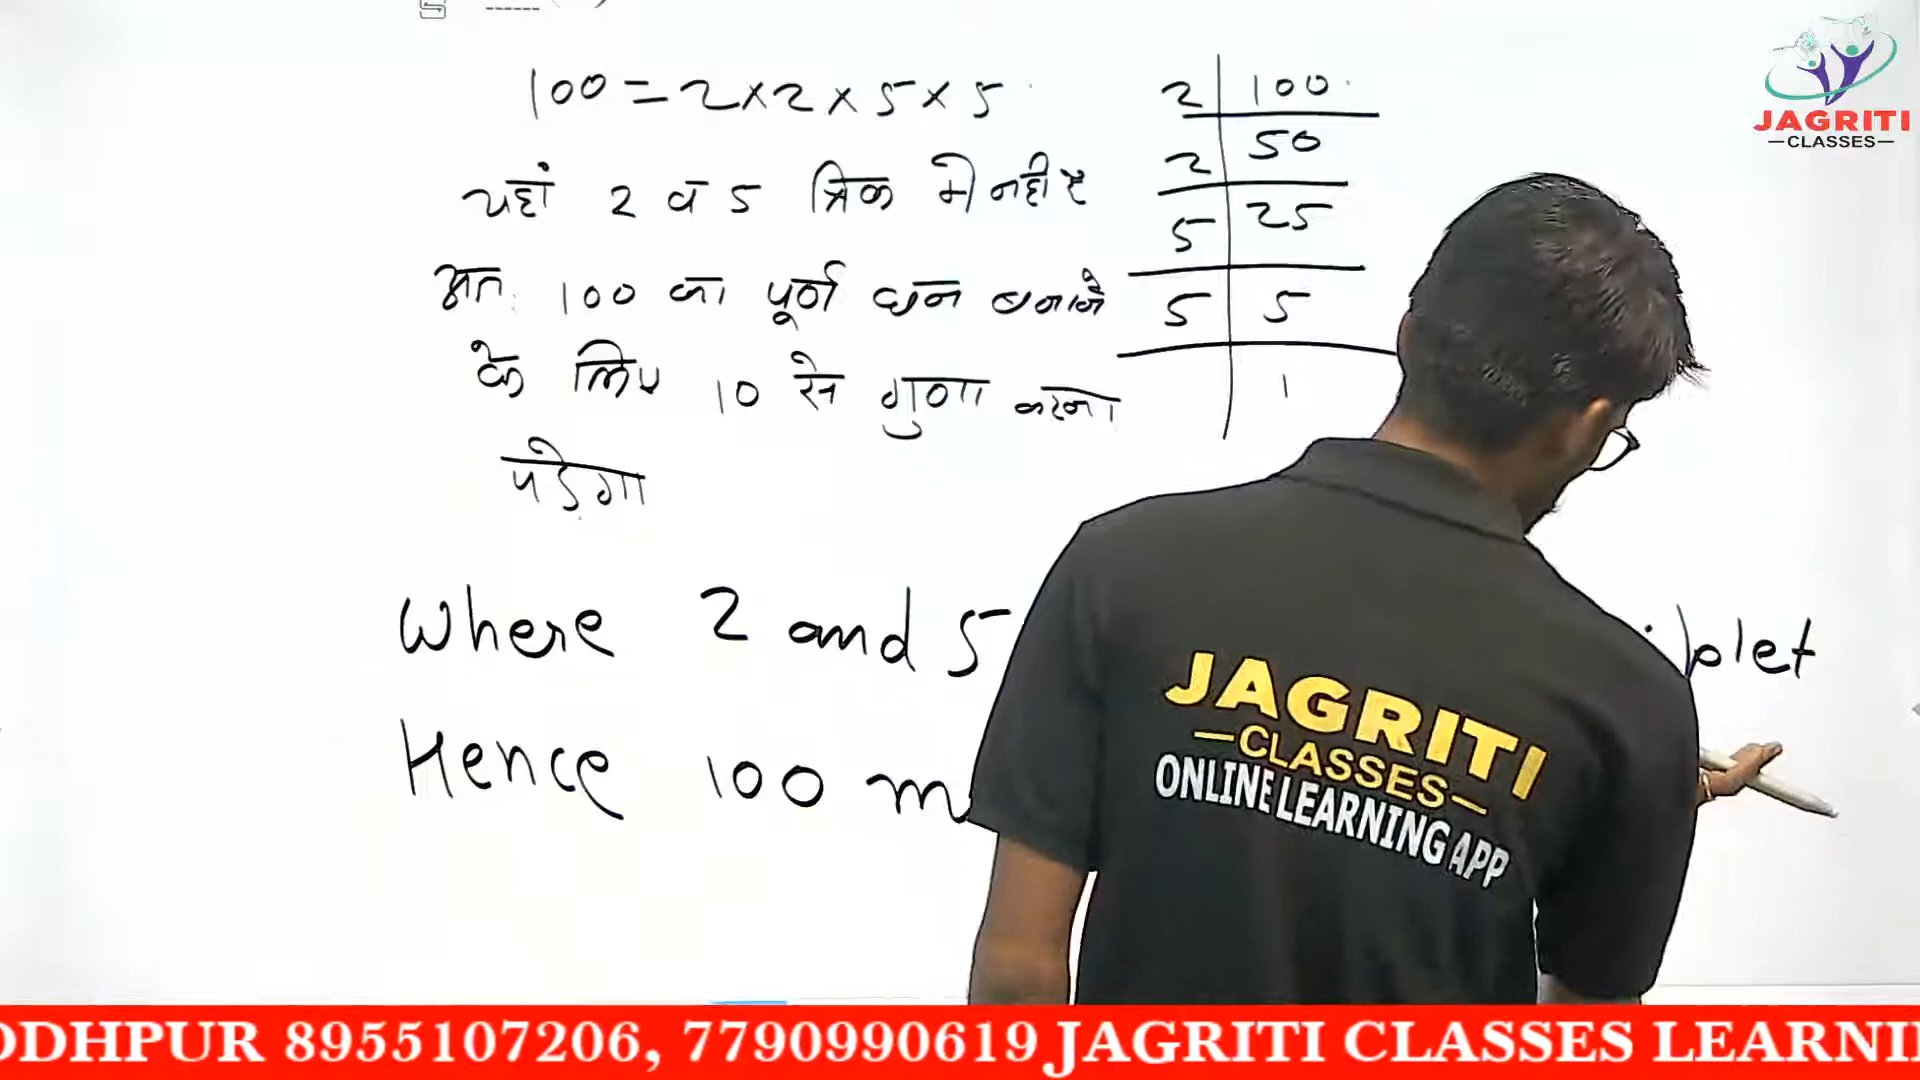 100 = 2 × 2 × 5 × 5
यहां 2 व 5 त्रिक मे नही है
अतः 100 का पूर्ण घन बनाने
के लिए 10 से गुणा करना
पड़ेगा
2 | 100
2 | 50
5 | 25
5 | 5
1
Where 2 and 5
Hence 100
JAGRITI
—CLASSES—
JAGRITI
—CLASSES—
ONLINE LEARNING APP
ODHPUR 8955107206, 7790990619 JAGRITI CLASSES LEARNI